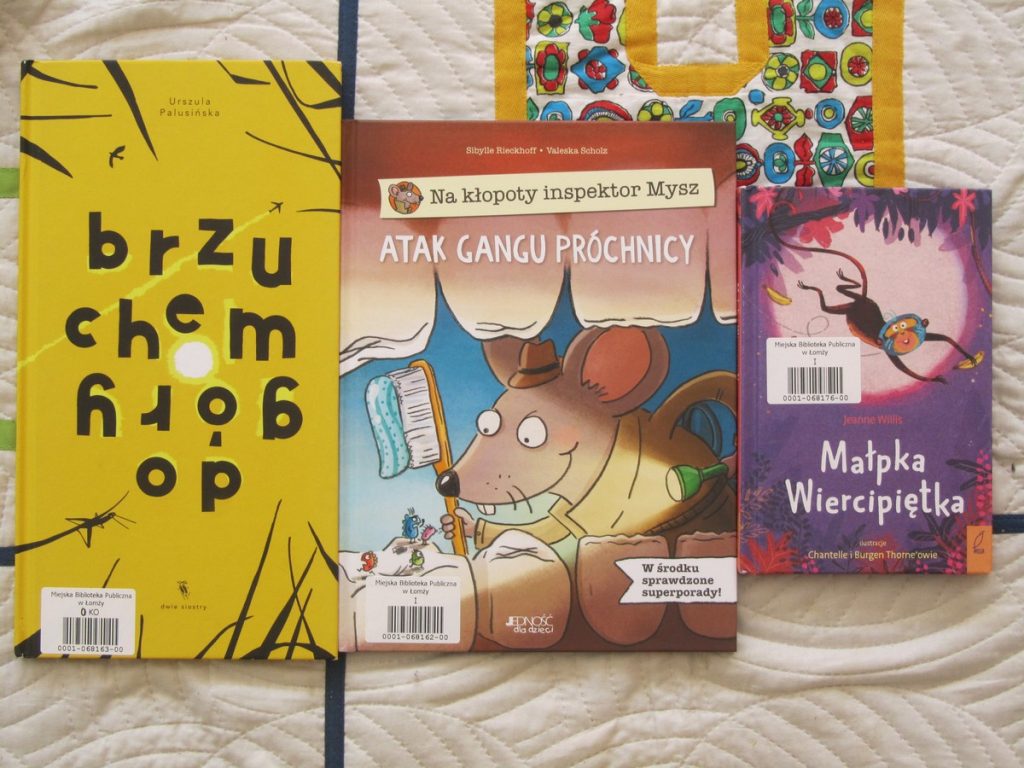 Urszula
Palusińska
brzu
chem
do
góry
dwie siostry
Miejska Biblioteka Publiczna
w Łomży
0 KO
0001-068163-00
Sibylle Rieckhoff • Valeska Scholz
Na kłopoty inspektor Mysz
ATAK GANGU PRÓCHNICY
W środku
sprawdzone
superporady!
JEDNOŚĆ
dla dzieci
Miejska Biblioteka Publiczna
w Łomży
I
0001-068162-00
Miejska Biblioteka Publiczna
w Łomży
I
0001-068176-00
Jeanne Willis
Małpka
Wiercipiętka
ilustracje
Chantelle i Burgen Thorne'owie